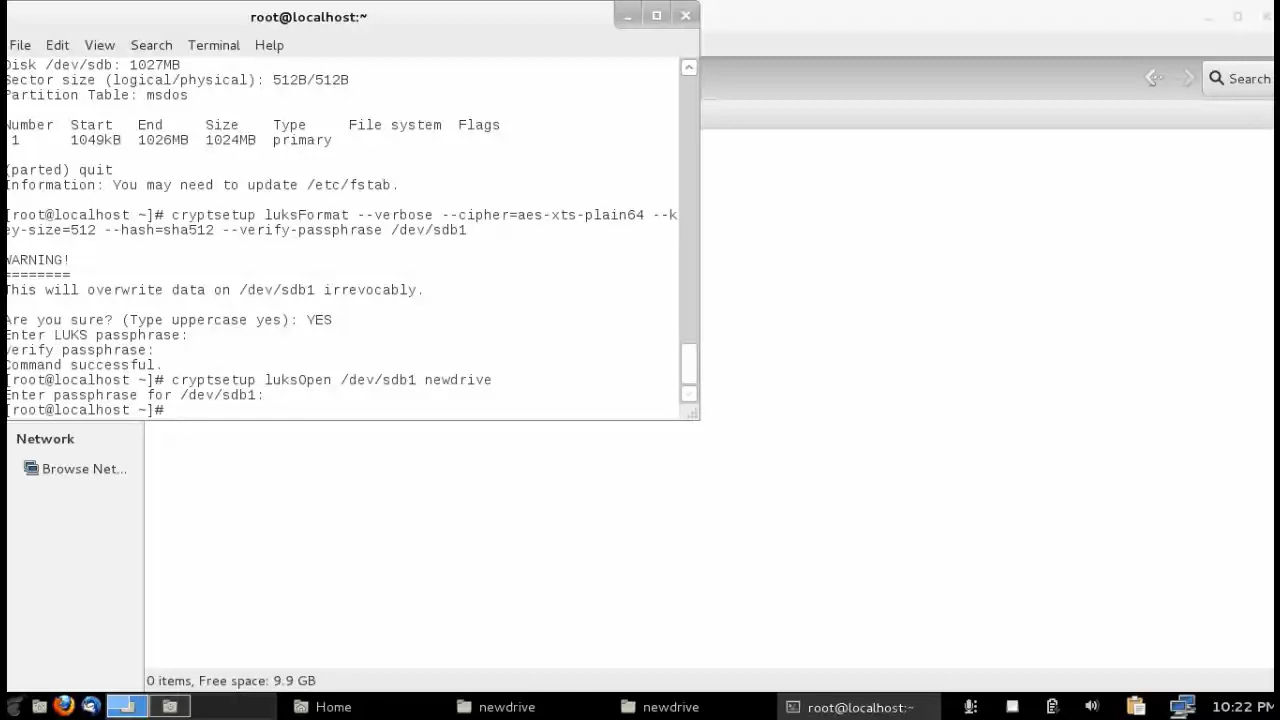 root@localhost:~
File Edit View Search Terminal Help
Disk /dev/sdb: 1027MB
Sector size (logical/physical): 512B/512B
Partition Table: msdos
Number Start End Size Type File system Flags
1 1049kB 1026MB 1024MB primary
(parted) quit
Information: You may need to update /etc/fstab.
[root@localhost ~]# cryptsetup luksFormat --verbose --cipher=aes-xts-plain64 --k
ey-size=512 --hash=sha512 --verify-passphrase /dev/sdb1
WARNING!
========
This will overwrite data on /dev/sdb1 irrevocably.
Are you sure? (Type uppercase yes): YES
Enter LUKS passphrase:
Verify passphrase:
Command successful.
[root@localhost ~]# cryptsetup luksOpen /dev/sdb1 newdrive
Enter passphrase for /dev/sdb1:
[root@localhost ~]#
Search
Network
Browse Net...
0 items, Free space: 9.9 GB
Home newdrive newdrive root@localhost:~ 10:22 PM